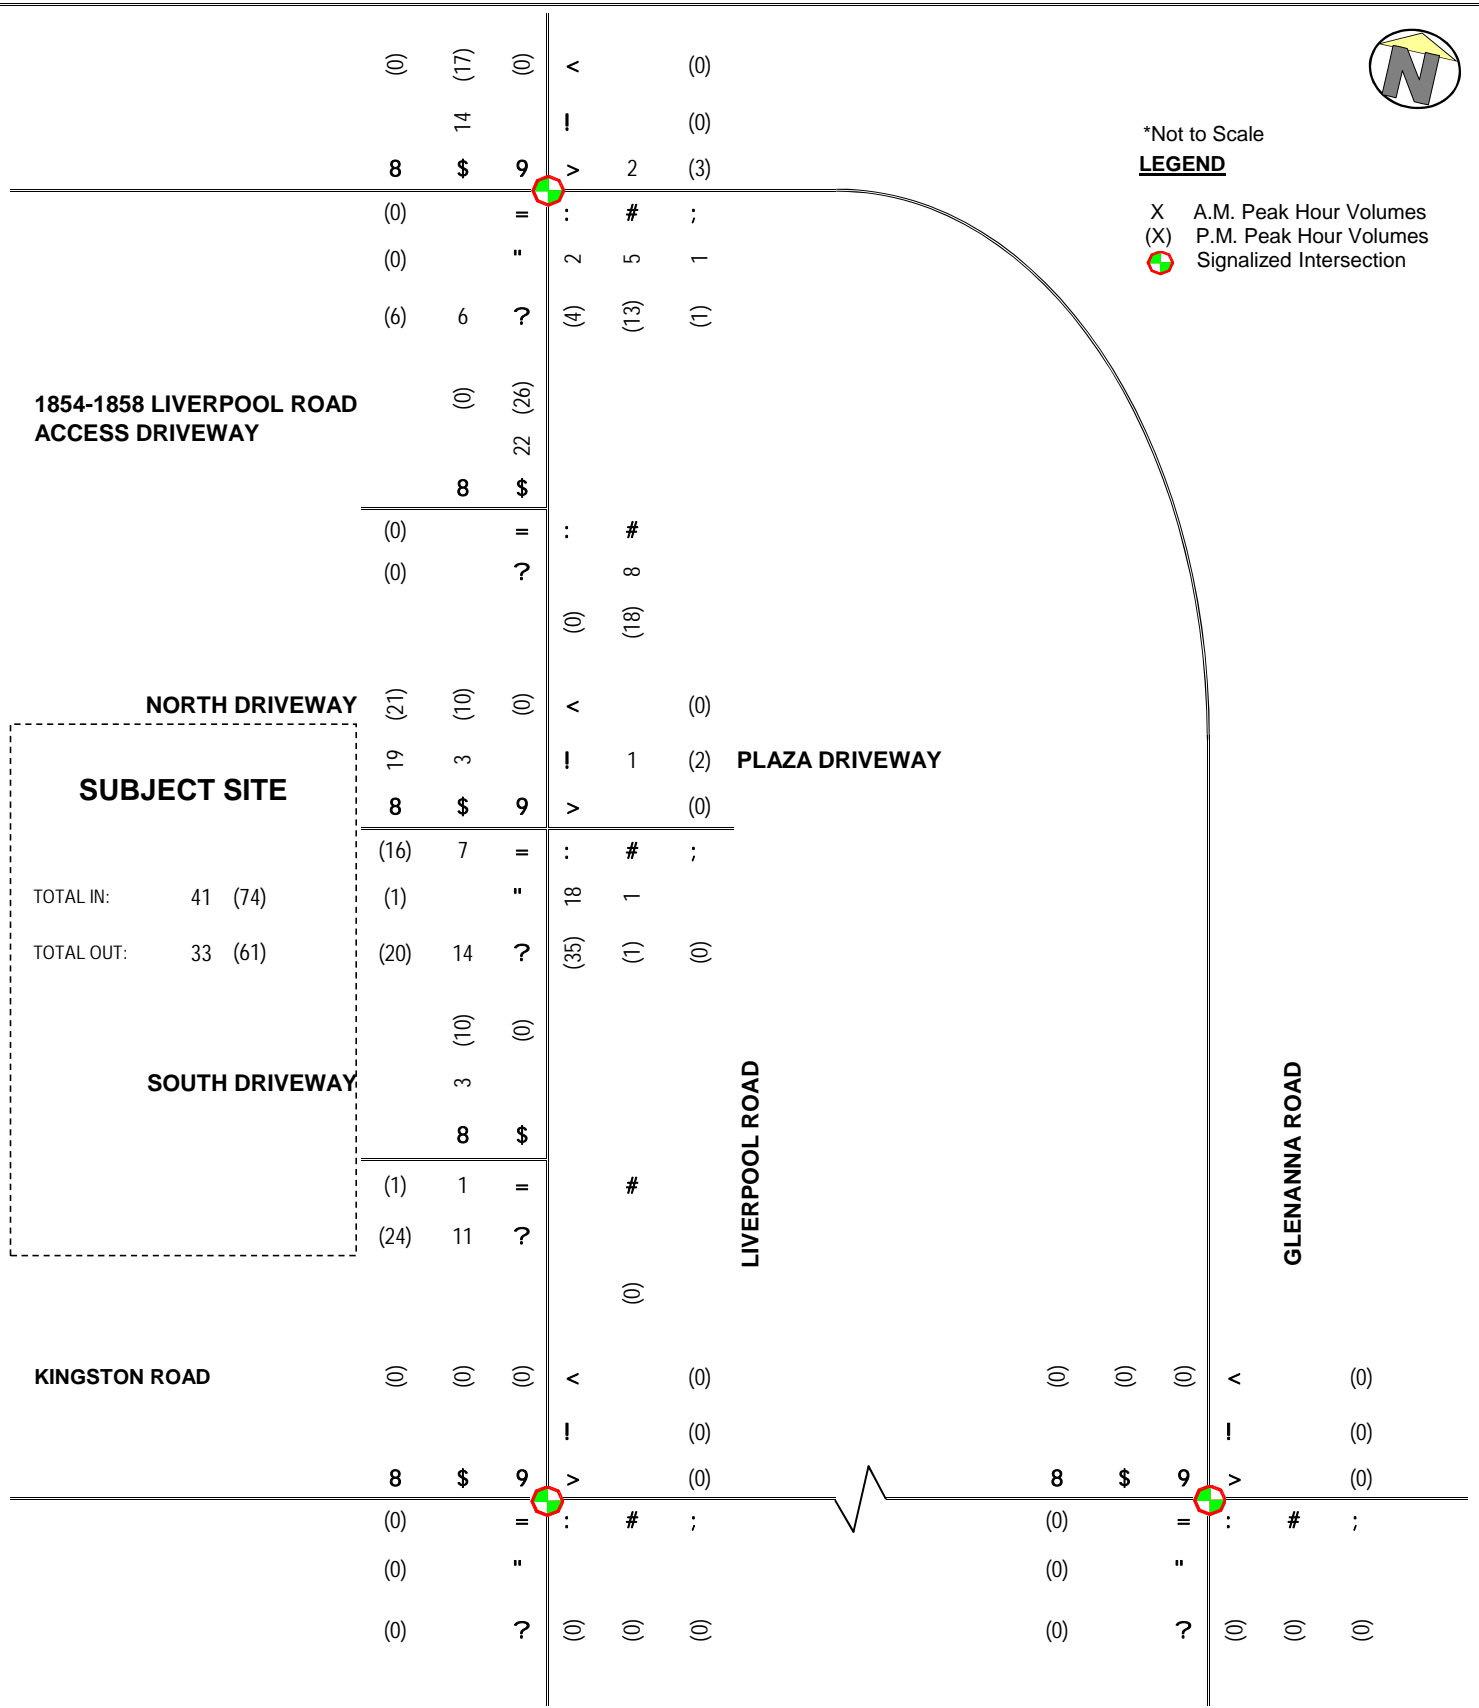 (0) (17) (0) < (0)
14 ! (0)
8 $ 9 > 2 (3)
N
*Not to Scale
LEGEND
X A.M. Peak Hour Volumes
(X) P.M. Peak Hour Volumes
Signalized Intersection
(0) = : # ;
(0) " 2 5 1
(6) 6 ? (4) (13) (1)
1854-1858 LIVERPOOL ROAD
ACCESS DRIVEWAY
(0) (26)
22
8 $
(0) = : #
(0) ? 8
(0) (18)
NORTH DRIVEWAY (21) (10) (0) < (0)
19 3 ! 1 (2) PLAZA DRIVEWAY
8 $ 9 > (0)
SUBJECT SITE
(16) 7 = : # ;
TOTAL IN: 41 (74) (1) " 18 1
TOTAL OUT: 33 (61) (20) 14 ? (35) (1) (0)
(10) (0)
SOUTH DRIVEWAY 3
8 $
(1) 1 = #
(24) 11 ?
(0)
LIVERPOOL ROAD
GLENANNA ROAD
KINGSTON ROAD (0) (0) (0) < (0) (0) (0) (0) < (0)
! (0) ! (0)
8 $ 9 > (0) 8 $ 9 > (0)
(0) = : # ; (0) = : # ;
(0) " (0) "
(0) ? (0) (0) (0) (0) ? (0) (0) (0)